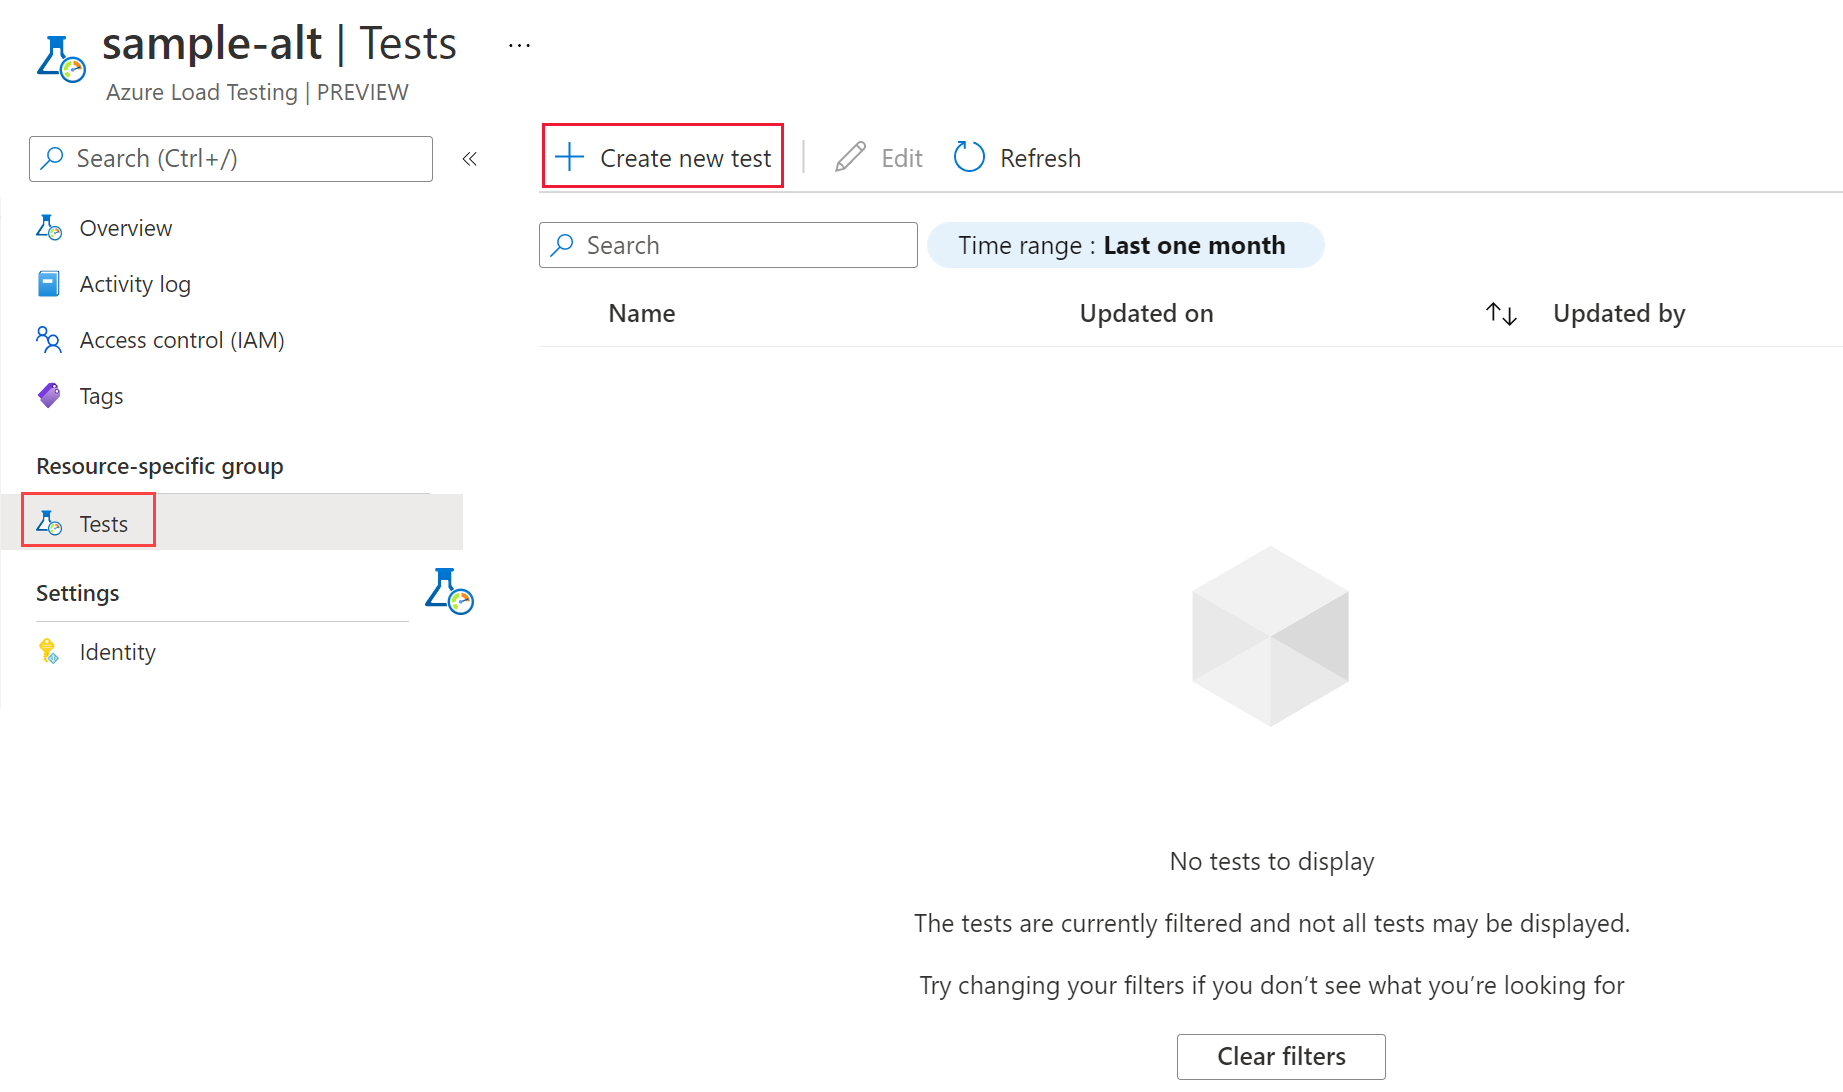 sample-alt | Tests ...
Azure Load Testing | PREVIEW
Search (Ctrl+/)
«
Overview
Activity log
Access control (IAM)
Tags
Resource-specific group
Tests
Settings
Identity
Create new test
Edit
Refresh
Search
Time range : Last one month
Name
Updated on
Updated by
No tests to display
The tests are currently filtered and not all tests may be displayed.
Try changing your filters if you don’t see what you’re looking for
Clear filters